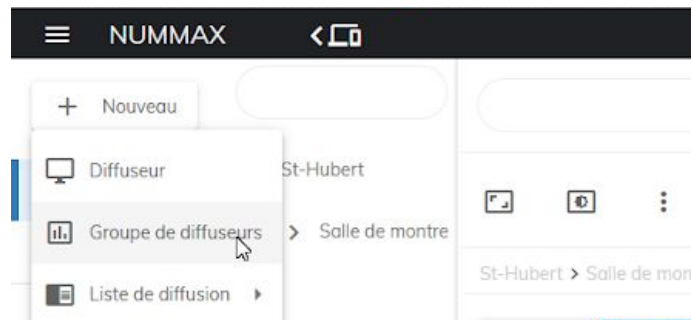 NUMMAX
Nouveau
Diffuseur
St-Hubert
Groupe de diffuseurs
Salle de montre
Liste de diffusion
St-Hubert > Salle de mon